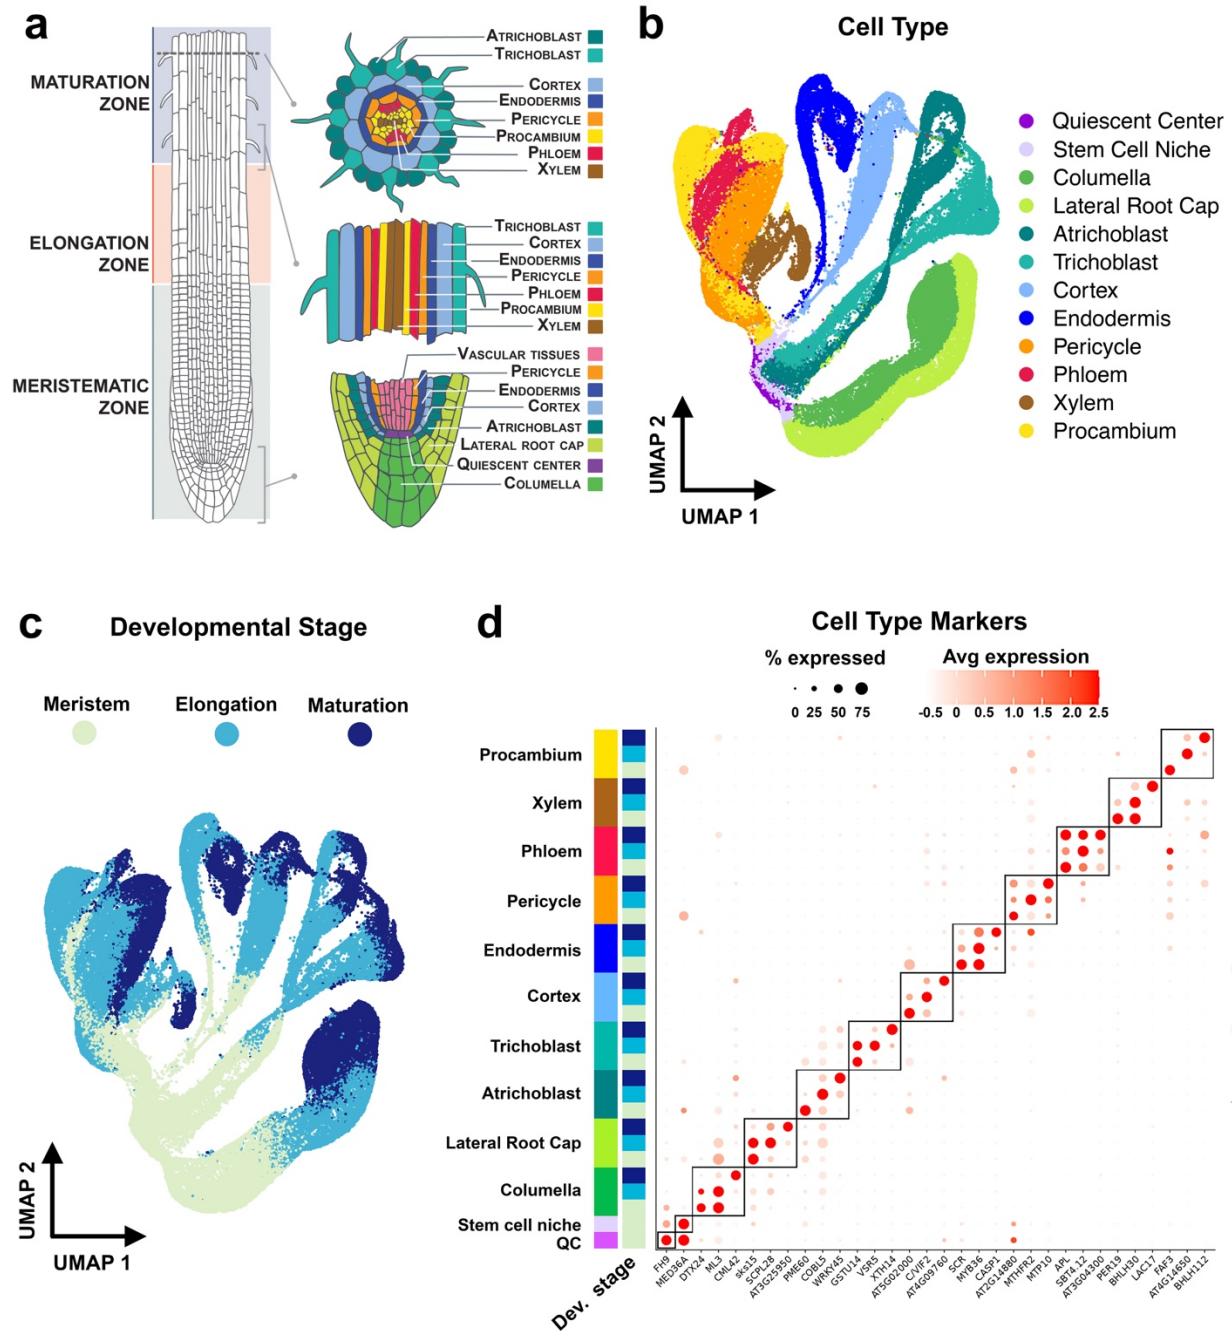 a
MATURATION
ZONE
ELONGATION
ZONE
MERISTEMATIC
ZONE
ATRICHOBLAST
TRICHOBLAST
CORTEX
ENDODERMIS
PERICYCLE
PROCAMBIUM
PHLOEM
XYLEM
TRICHOBLAST
CORTEX
ENDODERMIS
PERICYCLE
PHLOEM
PROCAMBIUM
XYLEM
VASCULAR TISSUES
PERICYCLE
ENDODERMIS
CORTEX
ATRICHOBLAST
LATERAL ROOT CAP
QUIESCENT CENTER
COLUMELLA
b
Cell Type
Quiescent Center
Stem Cell Niche
Columella
Lateral Root Cap
Atrichoblast
Trichoblast
Cortex
Endodermis
Pericycle
Phloem
Xylem
Procambium
UMAP 2
UMAP 1
c
Developmental Stage
Meristem Elongation Maturation
UMAP 2
UMAP 1
d
Cell Type Markers
% expressed
0 25 50 75
Avg expression
-0.5 0 0.5 1.0 1.5 2.0 2.5
Procambium
Xylem
Phloem
Pericycle
Endodermis
Cortex
Trichoblast
Atrichoblast
Lateral Root Cap
Columella
Stem cell niche
QC
Dev. stage
FH9
MED36A
DTX24
ML3
CML42
sks15
SCPL28
AT3G25950
PME60
COBL5
WRKY45
GSTU14
VSR5
XTH14
AT5G02000
C/VIF2
AT4G09760
SCR
MYB36
CASP1
AT2G14880
MTHFR2
MTP10
APL
SBT4.12
AT3G04300
PER19
BHLH30
LAC17
FAF3
AT4G14650
BHLH112